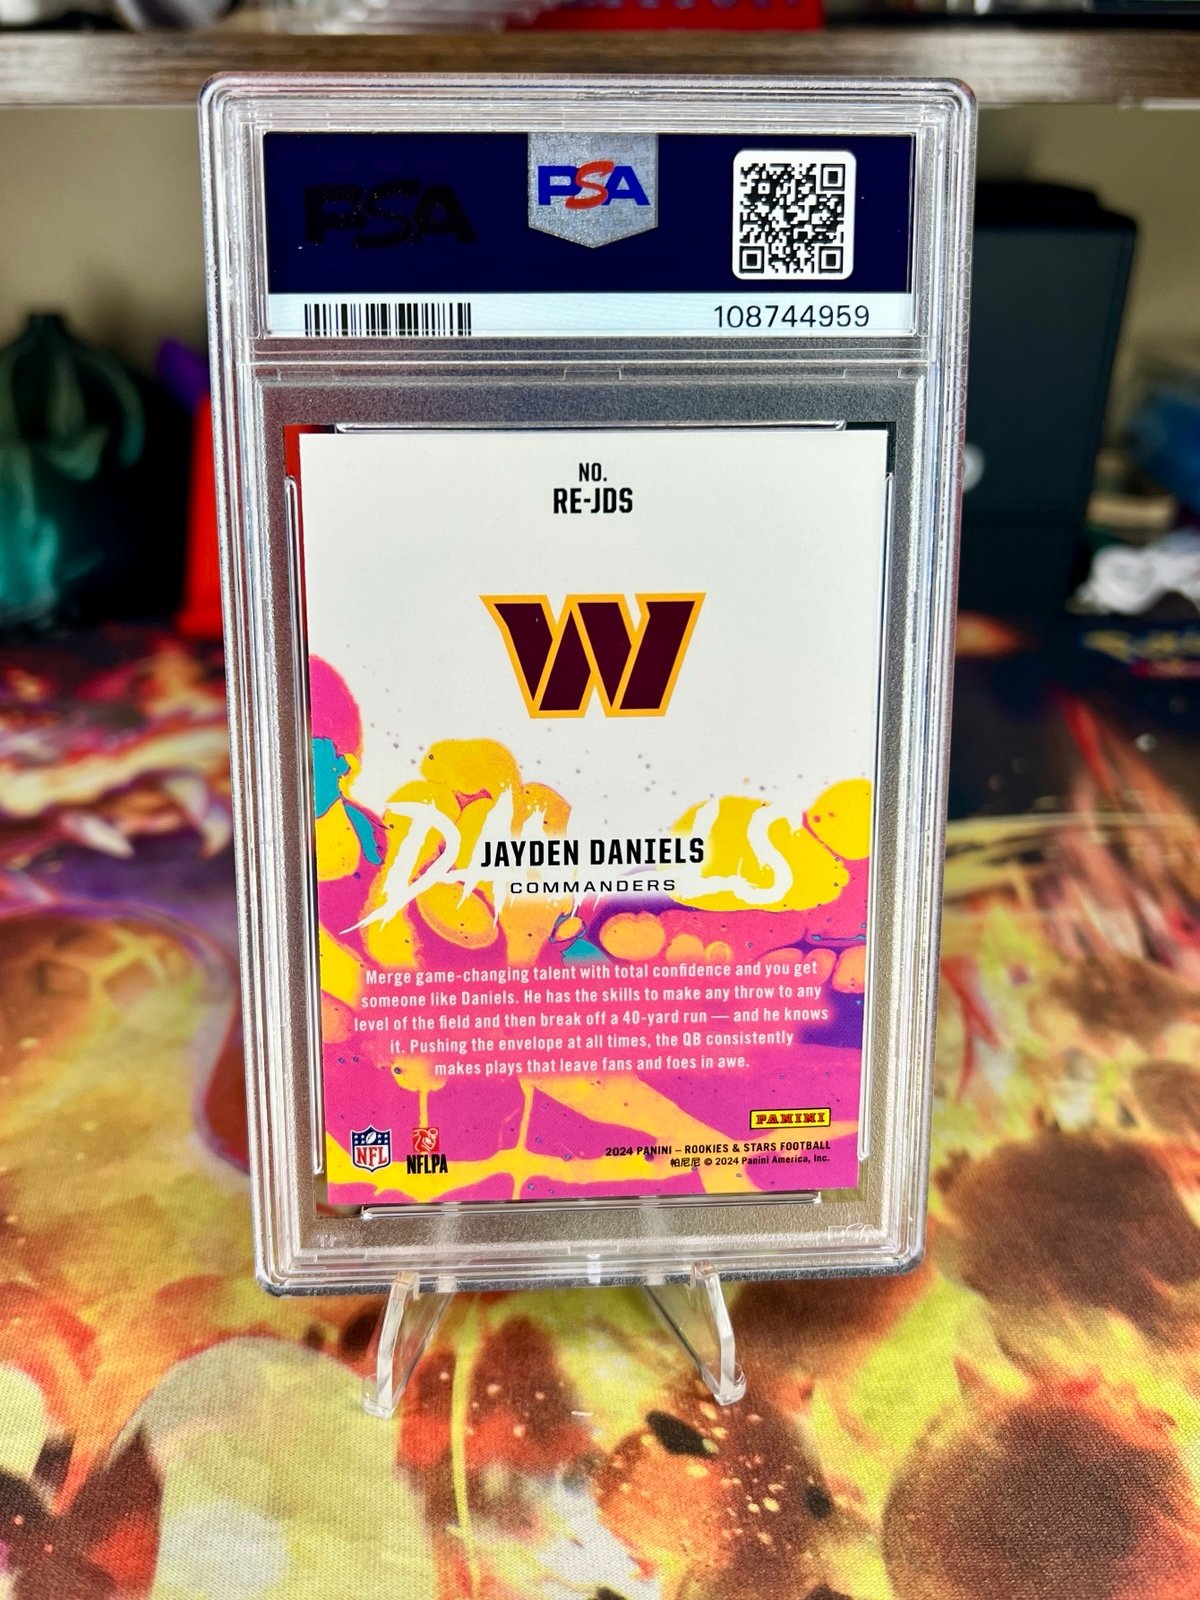 PSA
PSA
108744959
NO.
RE-JDS
W
DANIELS
JAYDEN DANIELS
COMMANDERS
Merge game-changing talent with total confidence and you get
someone like Daniels. He has the skills to make any throw to any
level of the field and then break off a 40-yard run — and he knows
it. Pushing the envelope at all times, the QB consistently
makes plays that leave fans and foes in awe.
PANINI
NFL
NFLPA
2024 PANINI – ROOKIES & STARS FOOTBALL
帕尼尼 © 2024 Panini America, Inc.
PSA